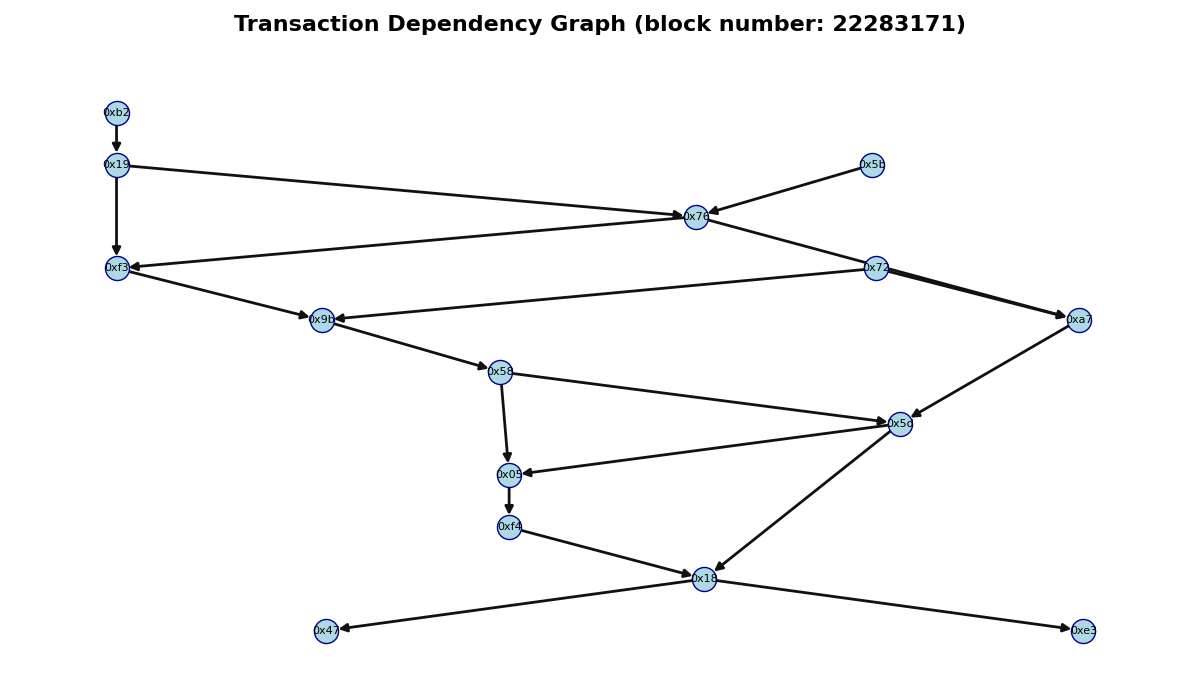 Transaction Dependency Graph (block number: 22283171)
0xb2
0x19
0x5b
0x76
0xf3
0x72
0x9b
0xa7
0x58
0x5d
0x05
0xf4
0x18
0x47
0xe3